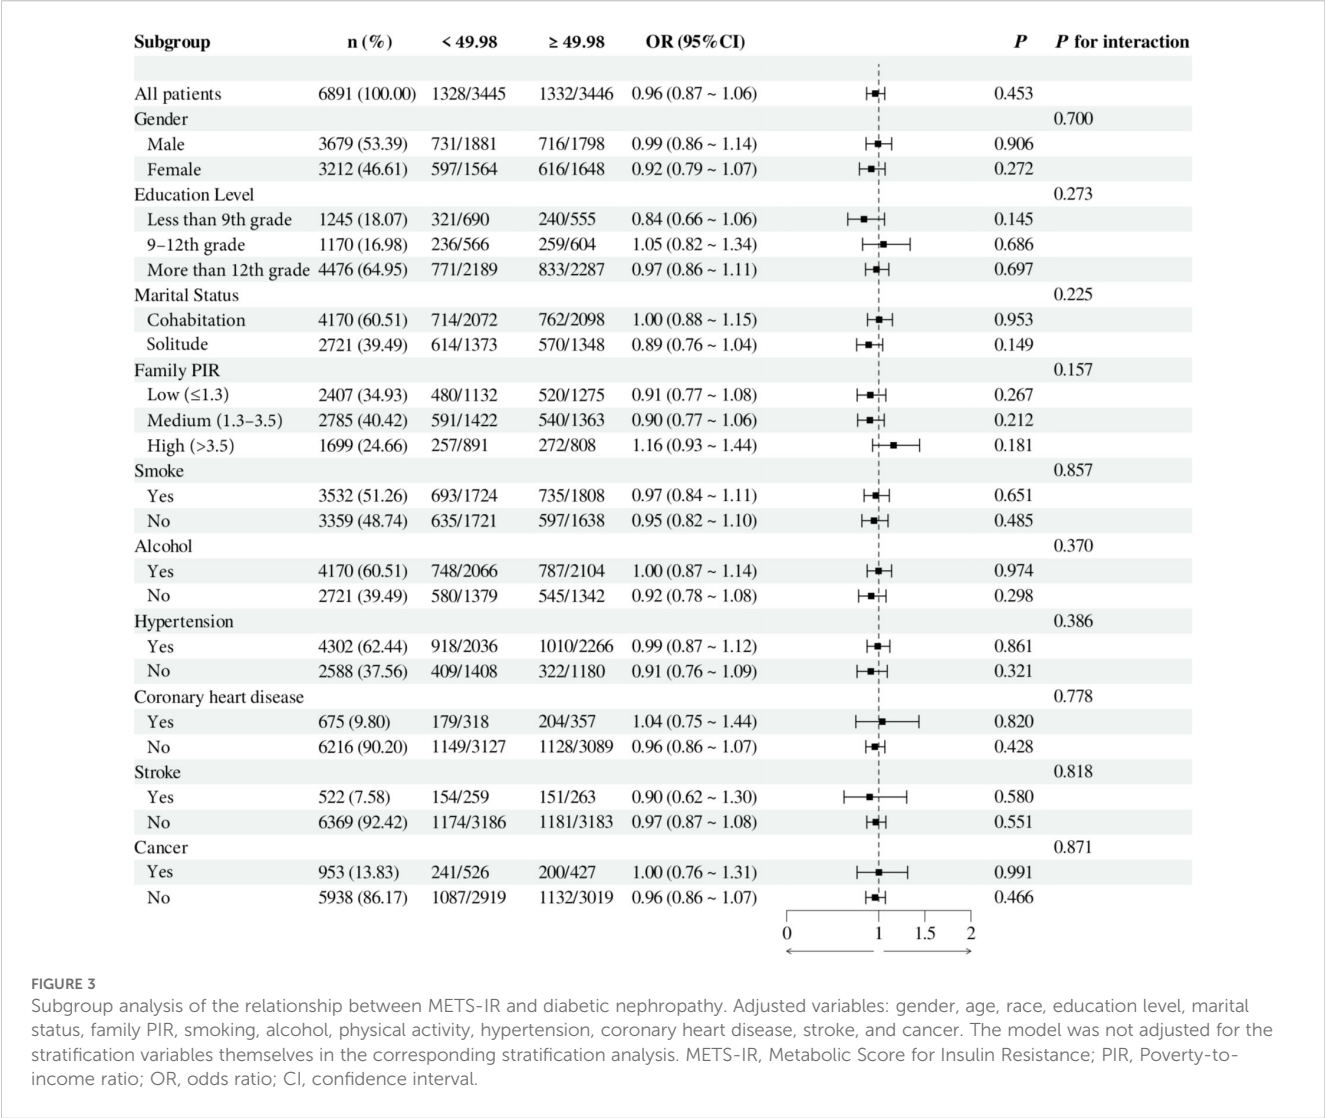 Subgroup n (%) < 49.98 ≥ 49.98 OR (95%CI) P P for interaction
All patients 6891 (100.00) 1328/3445 1332/3446 0.96 (0.87 ~ 1.06) 0.453
Gender 0.700
Male 3679 (53.39) 731/1881 716/1798 0.99 (0.86 ~ 1.14) 0.906
Female 3212 (46.61) 597/1564 616/1648 0.92 (0.79 ~ 1.07) 0.272
Education Level 0.273
Less than 9th grade 1245 (18.07) 321/690 240/555 0.84 (0.66 ~ 1.06) 0.145
9–12th grade 1170 (16.98) 236/566 259/604 1.05 (0.82 ~ 1.34) 0.686
More than 12th grade 4476 (64.95) 771/2189 833/2287 0.97 (0.86 ~ 1.11) 0.697
Marital Status 0.225
Cohabitation 4170 (60.51) 714/2072 762/2098 1.00 (0.88 ~ 1.15) 0.953
Solitude 2721 (39.49) 614/1373 570/1348 0.89 (0.76 ~ 1.04) 0.149
Family PIR 0.157
Low (≤1.3) 2407 (34.93) 480/1132 520/1275 0.91 (0.77 ~ 1.08) 0.267
Medium (1.3–3.5) 2785 (40.42) 591/1422 540/1363 0.90 (0.77 ~ 1.06) 0.212
High (>3.5) 1699 (24.66) 257/891 272/808 1.16 (0.93 ~ 1.44) 0.181
Smoke 0.857
Yes 3532 (51.26) 693/1724 735/1808 0.97 (0.84 ~ 1.11) 0.651
No 3359 (48.74) 635/1721 597/1638 0.95 (0.82 ~ 1.10) 0.485
Alcohol 0.370
Yes 4170 (60.51) 748/2066 787/2104 1.00 (0.87 ~ 1.14) 0.974
No 2721 (39.49) 580/1379 545/1342 0.92 (0.78 ~ 1.08) 0.298
Hypertension 0.386
Yes 4302 (62.44) 918/2036 1010/2266 0.99 (0.87 ~ 1.12) 0.861
No 2588 (37.56) 409/1408 322/1180 0.91 (0.76 ~ 1.09) 0.321
Coronary heart disease 0.778
Yes 675 (9.80) 179/318 204/357 1.04 (0.75 ~ 1.44) 0.820
No 6216 (90.20) 1149/3127 1128/3089 0.96 (0.86 ~ 1.07) 0.428
Stroke 0.818
Yes 522 (7.58) 154/259 151/263 0.90 (0.62 ~ 1.30) 0.580
No 6369 (92.42) 1174/3186 1181/3183 0.97 (0.87 ~ 1.08) 0.551
Cancer 0.871
Yes 953 (13.83) 241/526 200/427 1.00 (0.76 ~ 1.31) 0.991
No 5938 (86.17) 1087/2919 1132/3019 0.96 (0.86 ~ 1.07) 0.466
0 1 1.5 2
FIGURE 3
Subgroup analysis of the relationship between METS-IR and diabetic nephropathy. Adjusted variables: gender, age, race, education level, marital
status, family PIR, smoking, alcohol, physical activity, hypertension, coronary heart disease, stroke, and cancer. The model was not adjusted for the
stratification variables themselves in the corresponding stratification analysis. METS-IR, Metabolic Score for Insulin Resistance; PIR, Poverty-to-
income ratio; OR, odds ratio; CI, confidence interval.